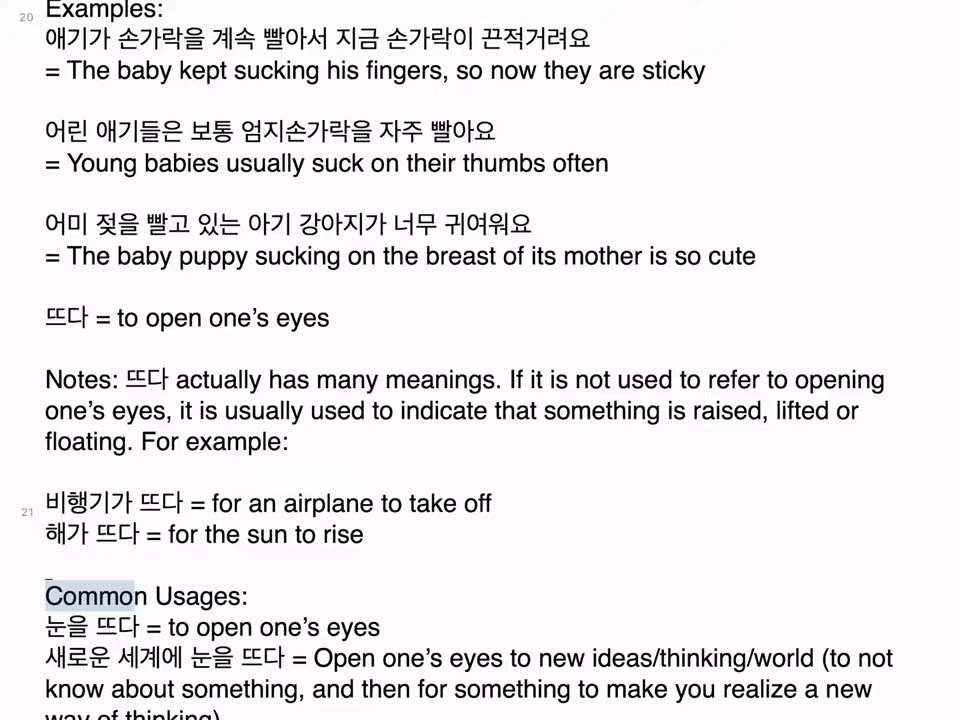 20 Examples:
애기가 손가락을 계속 빨아서 지금 손가락이 끈적거려요
= The baby kept sucking his fingers, so now they are sticky
어린 애기들은 보통 엄지손가락을 자주 빨아요
= Young babies usually suck on their thumbs often
어미 젖을 빨고 있는 아기 강아지가 너무 귀여워요
= The baby puppy sucking on the breast of its mother is so cute
뜨다 = to open one’s eyes
Notes: 뜨다 actually has many meanings. If it is not used to refer to opening
one’s eyes, it is usually used to indicate that something is raised, lifted or
floating. For example:
21 비행기가 뜨다 = for an airplane to take off
해가 뜨다 = for the sun to rise
Common Usages:
눈을 뜨다 = to open one’s eyes
새로운 세계에 눈을 뜨다 = Open one’s eyes to new ideas/thinking/world (to not
know about something, and then for something to make you realize a new
way of thinking)